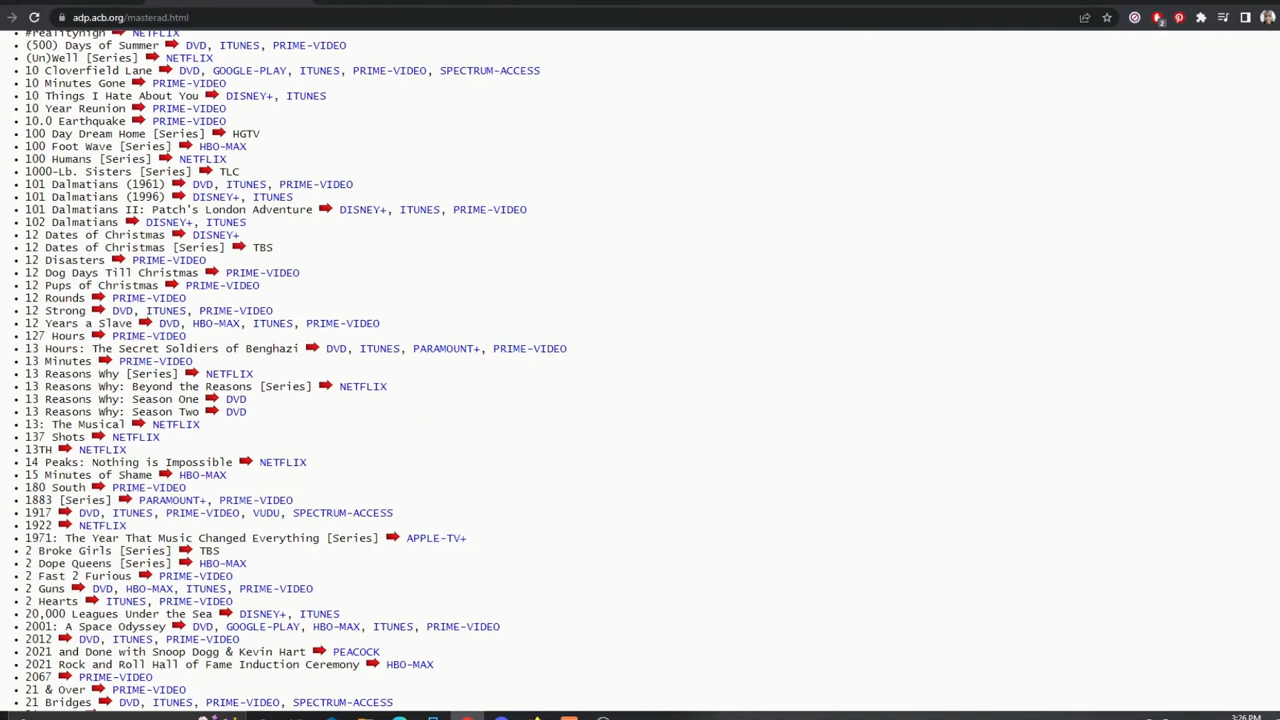 adp.acb.org/masterad.html
2
#realityhigh NETFLIX
• (500) Days of Summer DVD, ITUNES, PRIME-VIDEO
• (Un)Well [Series] NETFLIX
• 10 Cloverfield Lane DVD, GOOGLE-PLAY, ITUNES, PRIME-VIDEO, SPECTRUM-ACCESS
• 10 Minutes Gone PRIME-VIDEO
• 10 Things I Hate About You DISNEY+, ITUNES
• 10 Year Reunion PRIME-VIDEO
• 10.0 Earthquake PRIME-VIDEO
• 100 Day Dream Home [Series] HGTV
• 100 Foot Wave [Series] HBO-MAX
• 100 Humans [Series] NETFLIX
• 1000-Lb. Sisters [Series] TLC
• 101 Dalmatians (1961) DVD, ITUNES, PRIME-VIDEO
• 101 Dalmatians (1996) DISNEY+, ITUNES
• 101 Dalmatians II: Patch's London Adventure DISNEY+, ITUNES, PRIME-VIDEO
• 102 Dalmatians DISNEY+, ITUNES
• 12 Dates of Christmas DISNEY+
• 12 Dates of Christmas [Series] TBS
• 12 Disasters PRIME-VIDEO
• 12 Dog Days Till Christmas PRIME-VIDEO
• 12 Pups of Christmas PRIME-VIDEO
• 12 Rounds PRIME-VIDEO
• 12 Strong DVD, ITUNES, PRIME-VIDEO
• 12 Years a Slave DVD, HBO-MAX, ITUNES, PRIME-VIDEO
• 127 Hours PRIME-VIDEO
• 13 Hours: The Secret Soldiers of Benghazi DVD, ITUNES, PARAMOUNT+, PRIME-VIDEO
• 13 Minutes PRIME-VIDEO
• 13 Reasons Why [Series] NETFLIX
• 13 Reasons Why: Beyond the Reasons [Series] NETFLIX
• 13 Reasons Why: Season One DVD
• 13 Reasons Why: Season Two DVD
• 13: The Musical NETFLIX
• 137 Shots NETFLIX
• 13TH NETFLIX
• 14 Peaks: Nothing is Impossible NETFLIX
• 15 Minutes of Shame HBO-MAX
• 180 South PRIME-VIDEO
• 1883 [Series] PARAMOUNT+, PRIME-VIDEO
• 1917 DVD, ITUNES, PRIME-VIDEO, VUDU, SPECTRUM-ACCESS
• 1922 NETFLIX
• 1971: The Year That Music Changed Everything [Series] APPLE-TV+
• 2 Broke Girls [Series] TBS
• 2 Dope Queens [Series] HBO-MAX
• 2 Fast 2 Furious PRIME-VIDEO
• 2 Guns DVD, HBO-MAX, ITUNES, PRIME-VIDEO
• 2 Hearts ITUNES, PRIME-VIDEO
• 20,000 Leagues Under the Sea DISNEY+, ITUNES
• 2001: A Space Odyssey DVD, GOOGLE-PLAY, HBO-MAX, ITUNES, PRIME-VIDEO
• 2012 DVD, ITUNES, PRIME-VIDEO
• 2021 and Done with Snoop Dogg & Kevin Hart PEACOCK
• 2021 Rock and Roll Hall of Fame Induction Ceremony HBO-MAX
• 2067 PRIME-VIDEO
• 21 & Over PRIME-VIDEO
• 21 Bridges DVD, ITUNES, PRIME-VIDEO, SPECTRUM-ACCESS
3:26 PM